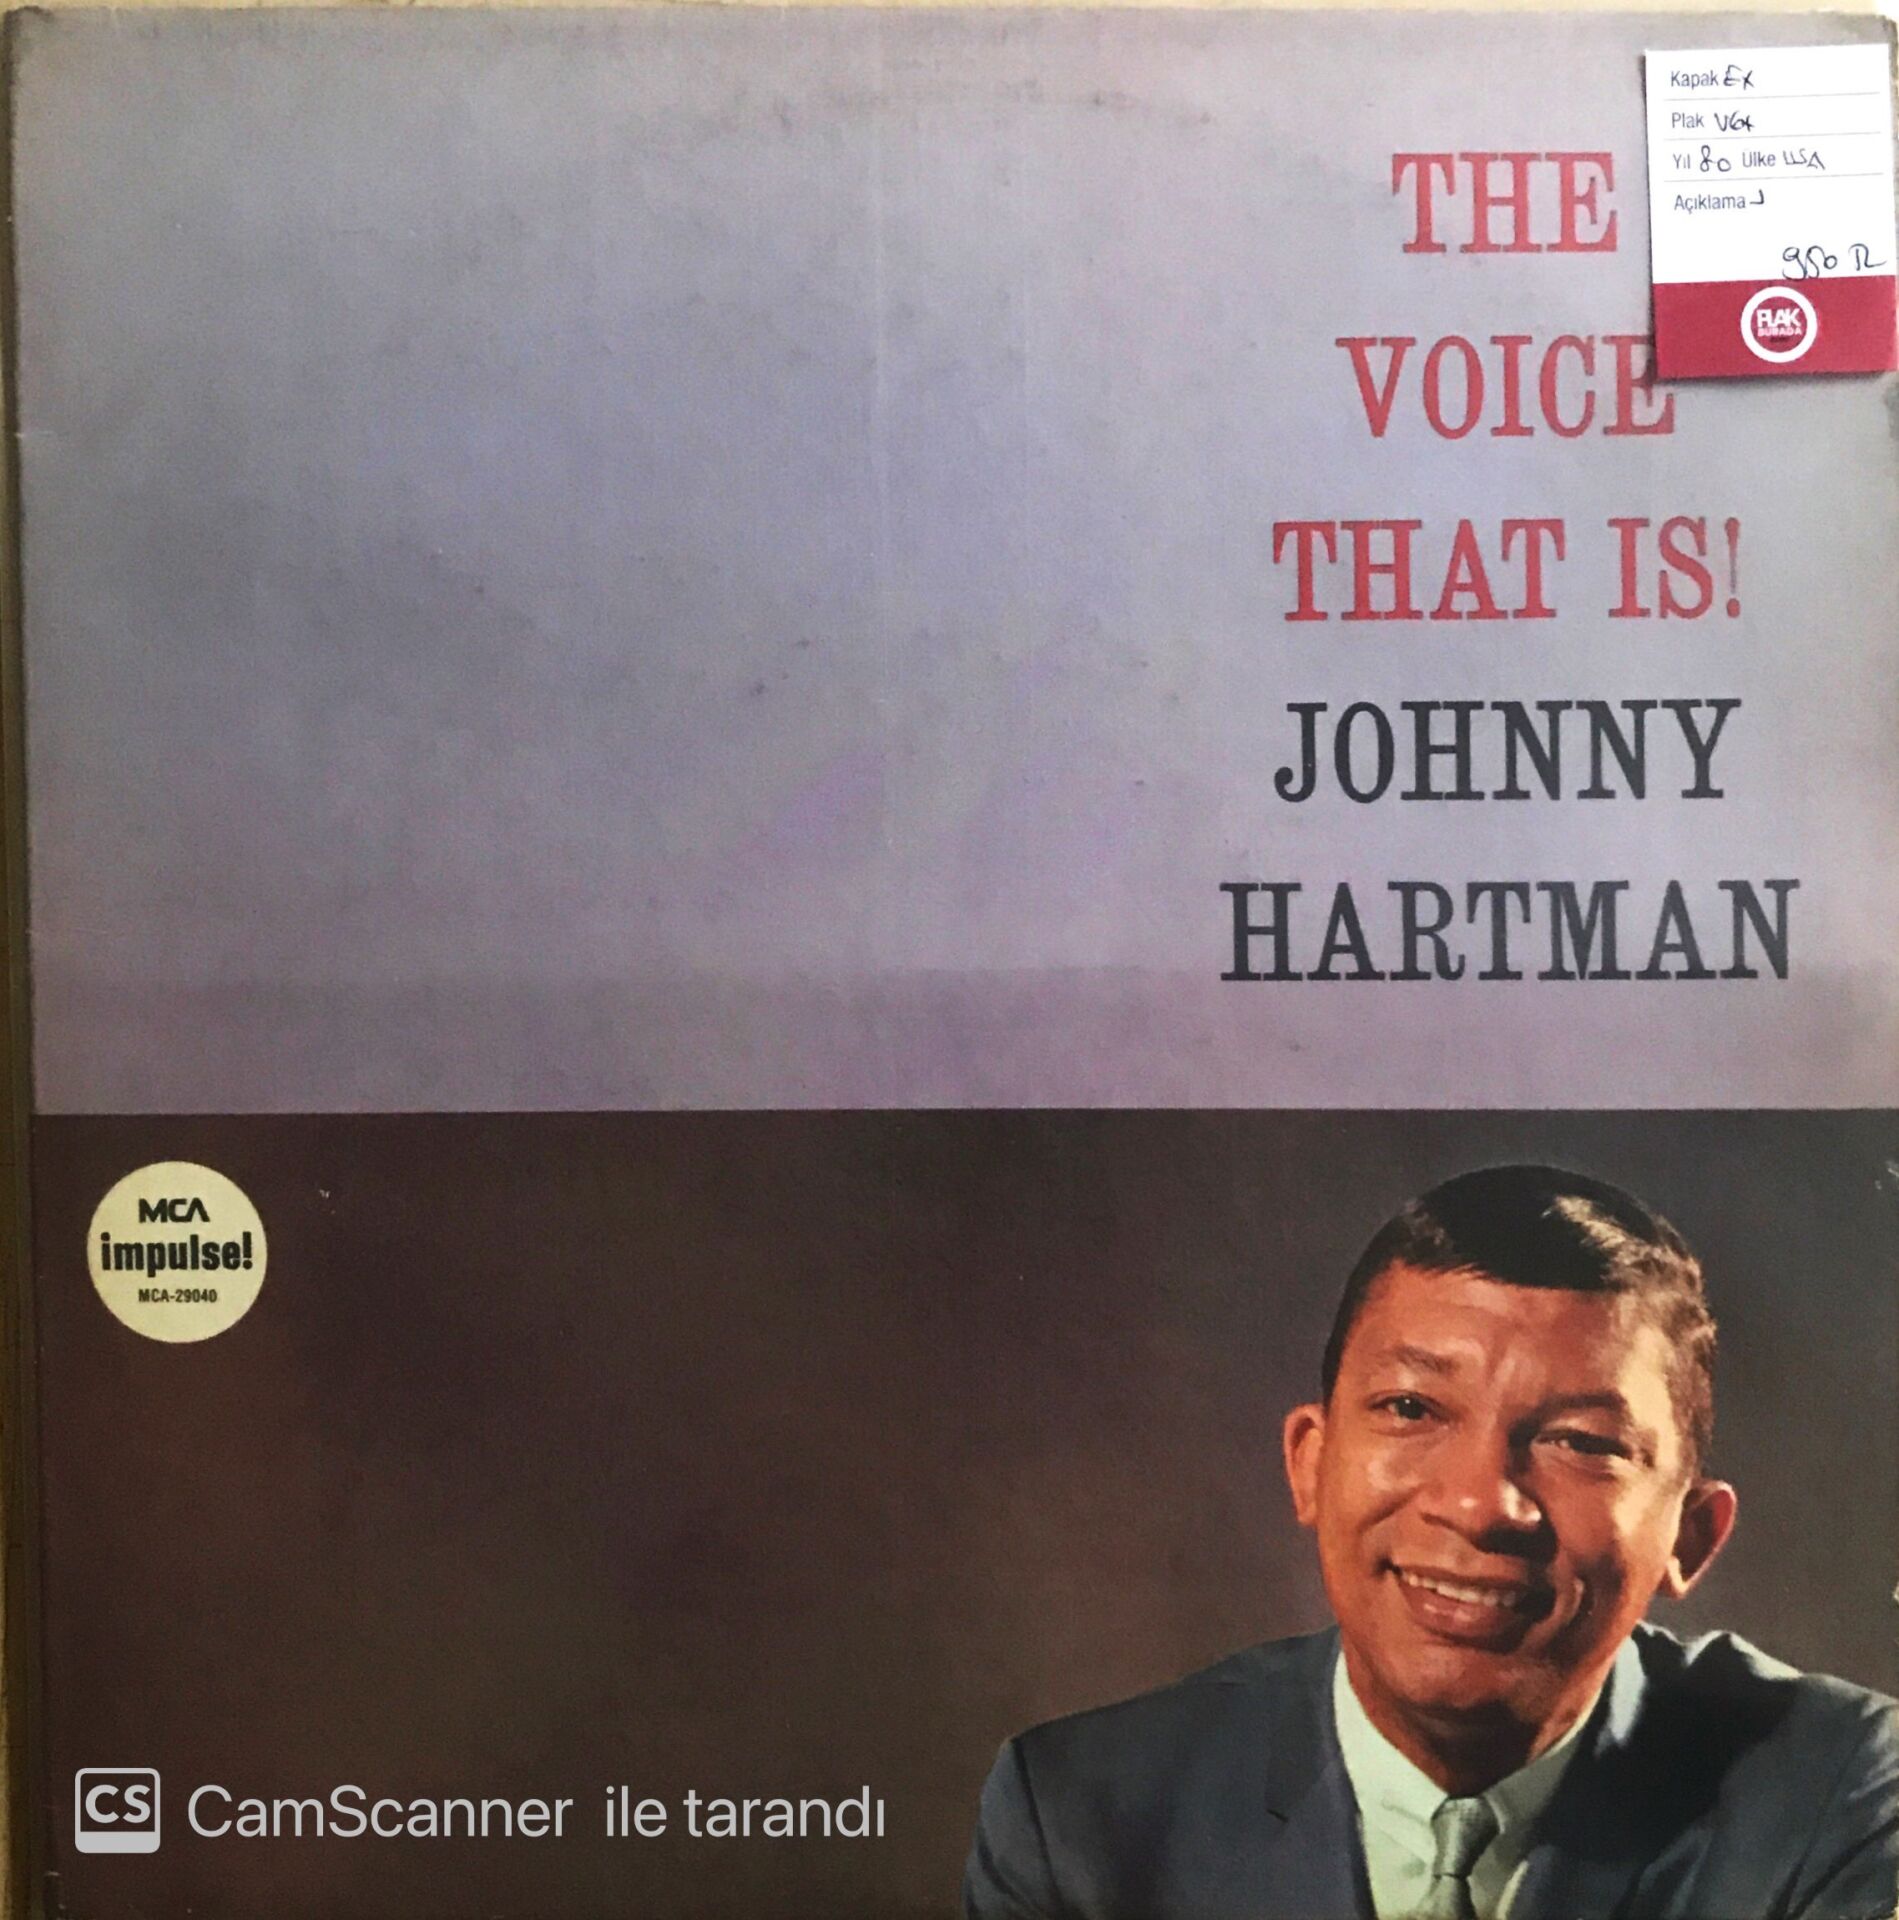 Kapak EX
Plak VG+
Yıl 80 Ülke USA
Açıklama
950 TL
PLAK
BURADA
THE
VOICE
THAT IS!
JOHNNY
HARTMAN
MCA
impulse!
MCA-29040
CS CamScanner ile tarandı